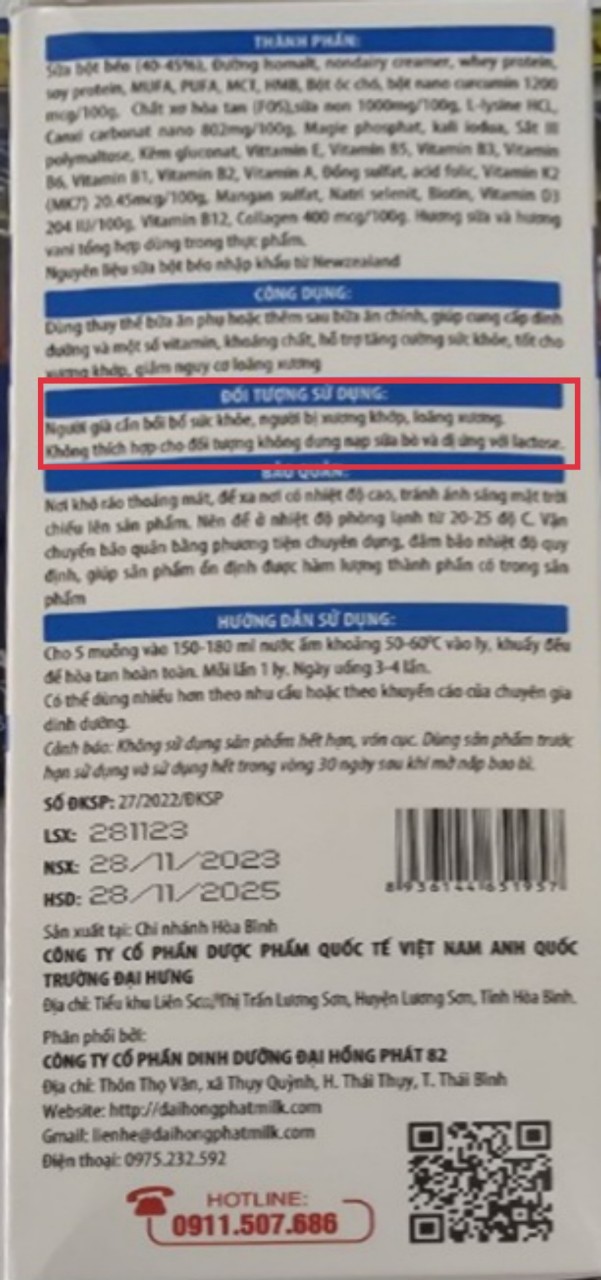 THÀNH PHẦN:
Sữa bột béo (40-45%), Đường Isomalt, nondairy creamer, whey protein,
soy protein, MUFA, PUFA, MCT, HMB, Bột óc chó, bột nano curcumin 1200
mcg/100g, Chất xơ hòa tan (FOS),sữa non 1000mg/100g, L-lysine HCL,
Canxi carbonat nano 802mg/100g, Magie phosphat, kali iodua, Sắt III
polymaltose, Kẽm gluconat, Vittamin E, Vitamin B5, Vitamin B3, Vitamin
B6, Vitamin B1, Vitamin B2, Vitamin A, Đồng sulfat, acid folic, Vitamin K2
(MK7) 20.45mcg/100g, Mangan sulfat, Natri selenit, Biotin, Vitamin D3
204 IU/100g, Vitamin B12, Collagen 400 mcg/100g. Hương sữa và hương
vani tổng hợp dùng trong thực phẩm.
Nguyên liệu sữa bột béo nhập khẩu từ Newzealand
CÔNG DỤNG:
Dùng thay thế bữa ăn phụ hoặc thêm sau bữa ăn chính, giúp cung cấp dinh
dưỡng và một số vitamin, khoáng chất, hỗ trợ tăng cường sức khỏe, tốt cho
xương khớp, giảm nguy cơ loãng xương
ĐỐI TƯỢNG SỬ DỤNG:
Người già cần bồi bổ sức khỏe, người bị xương khớp, loãng xương.
Không thích hợp cho đối tượng không dung nạp sữa bò và dị ứng với lactose.
BẢO QUẢN:
Nơi khô ráo thoáng mát, để xa nơi có nhiệt độ cao, tránh ánh sáng mặt trời
chiếu lên sản phẩm. Nên để ở nhiệt độ phòng lạnh từ 20-25 độ C. Vận
chuyển bảo quản bằng phương tiện chuyên dụng, đảm bảo nhiệt độ quy
định, giúp sản phẩm ổn định được hàm lượng thành phần có trong sản
phẩm
HƯỚNG DẪN SỬ DỤNG:
Cho 5 muỗng vào 150-180 ml nước ấm khoảng 50-60°C vào ly, khuấy đều
để hòa tan hoàn toàn. Mỗi lần 1 ly. Ngày uống 3-4 lần.
Có thể dùng nhiều hơn theo nhu cầu hoặc theo khuyến cáo của chuyên gia
dinh dưỡng.
Cảnh báo: Không sử dụng sản phẩm hết hạn, vón cục. Dùng sản phẩm trước
hạn sử dụng và sử dụng hết trong vòng 30 ngày sau khi mở nắp bao bì.
SỐ ĐKSP: 27/2022/ĐKSP
LSX: 281123
NSX: 28/11/2023
HSD: 28/11/2025
8936144651957
Sản xuất tại: Chi nhánh Hòa Bình
CÔNG TY CỔ PHẦN DƯỢC PHẨM QUỐC TẾ VIỆT NAM ANH QUỐC
TRƯỜNG ĐẠI HƯNG
Địa chỉ: Tiểu khu Liên Thị Trấn Lương Sơn, Huyện Lương Sơn, Tỉnh Hòa Bình.
Phân phối bởi:
CÔNG TY CỔ PHẦN DINH DƯỠNG ĐẠI HỒNG PHÁT 82
Địa chỉ: Thôn Thọ Vân, xã Thụy Quỳnh, H. Thái Thụy, T. Thái Bình
Website: http://daihongphatmilk.com
Gmail: lienhe@daihongphatmilk.com
Điện thoại: 0975.232.592
HOTLINE:
0911.507.686